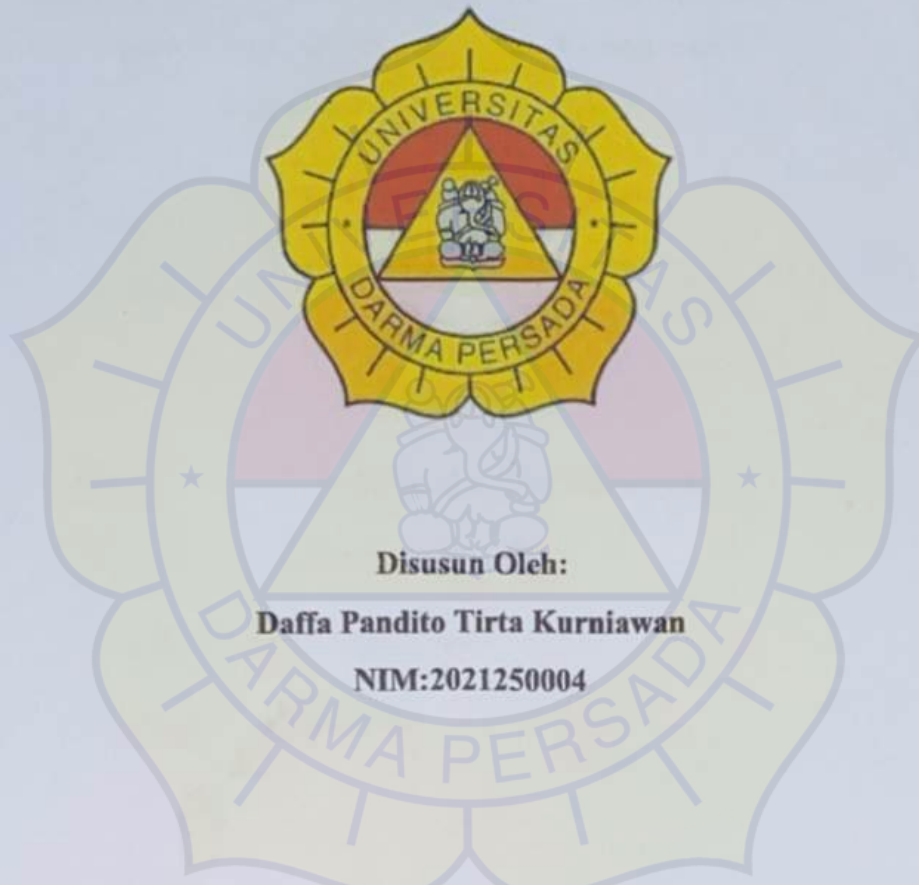 UNIVERSITAS
DARMA PERSADA
UNIVERSITAS
DARMA PERSADA
Disusun Oleh:
Daffa Pandito Tirta Kurniawan
NIM:2021250004